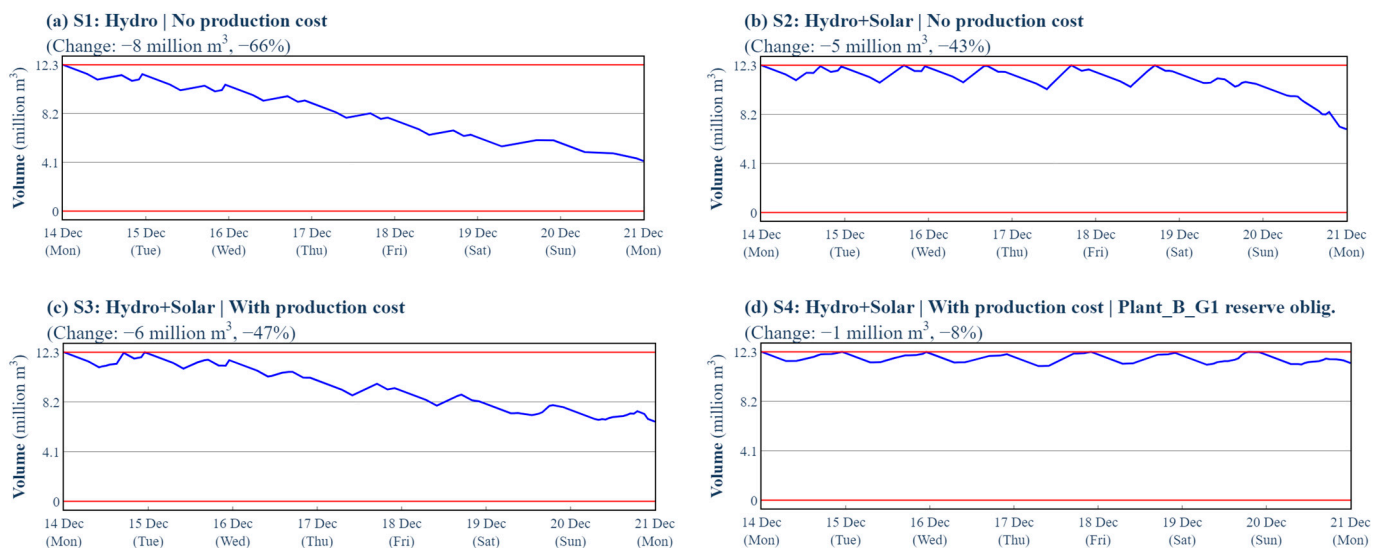 (a) S1: Hydro | No production cost
(Change: −8 million m³, −66%)
Volume (million m³)
12.3
8.2
4.1
0
14 Dec 15 Dec 16 Dec 17 Dec 18 Dec 19 Dec 20 Dec 21 Dec
(Mon) (Tue) (Wed) (Thu) (Fri) (Sat) (Sun) (Mon)
(b) S2: Hydro+Solar | No production cost
(Change: −5 million m³, −43%)
Volume (million m³)
12.3
8.2
4.1
0
14 Dec 15 Dec 16 Dec 17 Dec 18 Dec 19 Dec 20 Dec 21 Dec
(Mon) (Tue) (Wed) (Thu) (Fri) (Sat) (Sun) (Mon)
(c) S3: Hydro+Solar | With production cost
(Change: −6 million m³, −47%)
Volume (million m³)
12.3
8.2
4.1
0
14 Dec 15 Dec 16 Dec 17 Dec 18 Dec 19 Dec 20 Dec 21 Dec
(Mon) (Tue) (Wed) (Thu) (Fri) (Sat) (Sun) (Mon)
(d) S4: Hydro+Solar | With production cost | Plant_B_G1 reserve oblig.
(Change: −1 million m³, −8%)
Volume (million m³)
12.3
8.2
4.1
0
14 Dec 15 Dec 16 Dec 17 Dec 18 Dec 19 Dec 20 Dec 21 Dec
(Mon) (Tue) (Wed) (Thu) (Fri) (Sat) (Sun) (Mon)